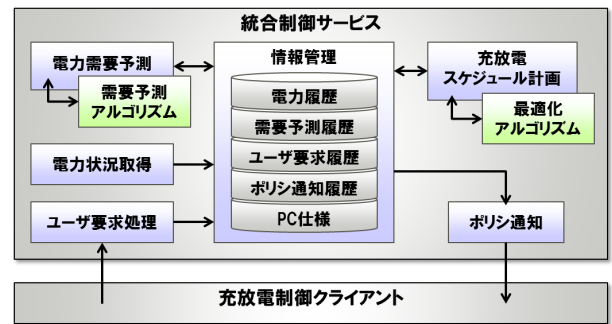 統合制御サービス
電力需要予測
需要予測
アルゴリズム
電力状況取得
ユーザ要求処理
情報管理
電力履歴
需要予測履歴
ユーザ要求履歴
ポリシ通知履歴
PC仕様
充放電
スケジュール計画
最適化
アルゴリズム
ポリシ通知
充放電制御クライアント